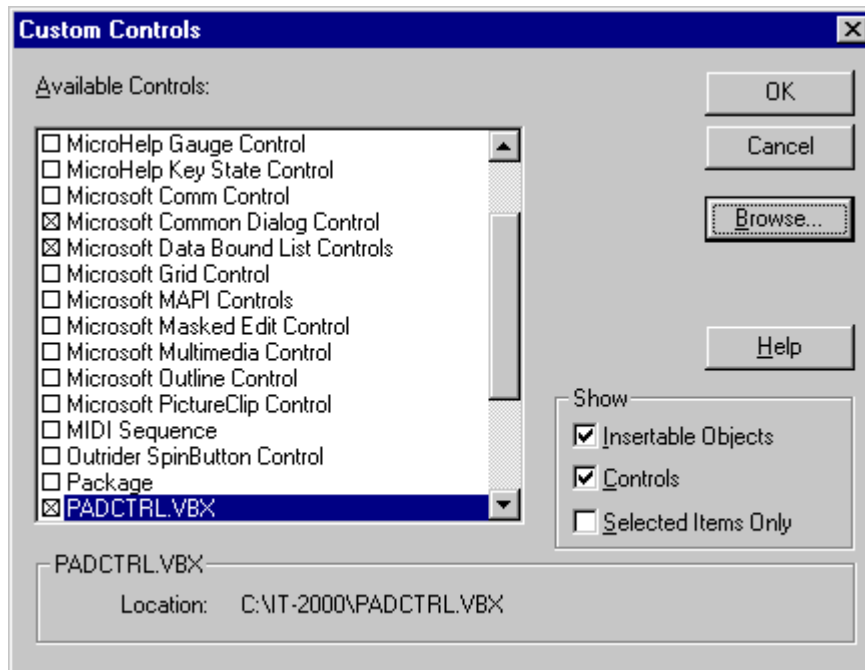 Custom Controls
Available Controls:
MicroHelp Gauge Control
MicroHelp Key State Control
Microsoft Comm Control
Microsoft Common Dialog Control
Microsoft Data Bound List Controls
Microsoft Grid Control
Microsoft MAPI Controls
Microsoft Masked Edit Control
Microsoft Multimedia Control
Microsoft Outline Control
Microsoft PictureClip Control
MIDI Sequence
Outrider SpinButton Control
Package
PADCTRL.VBX
OK
Cancel
Browse...
Help
Show
Insertable Objects
Controls
Selected Items Only
PADCTRL.VBX
Location: C:\IT-2000\PADCTRL.VBX